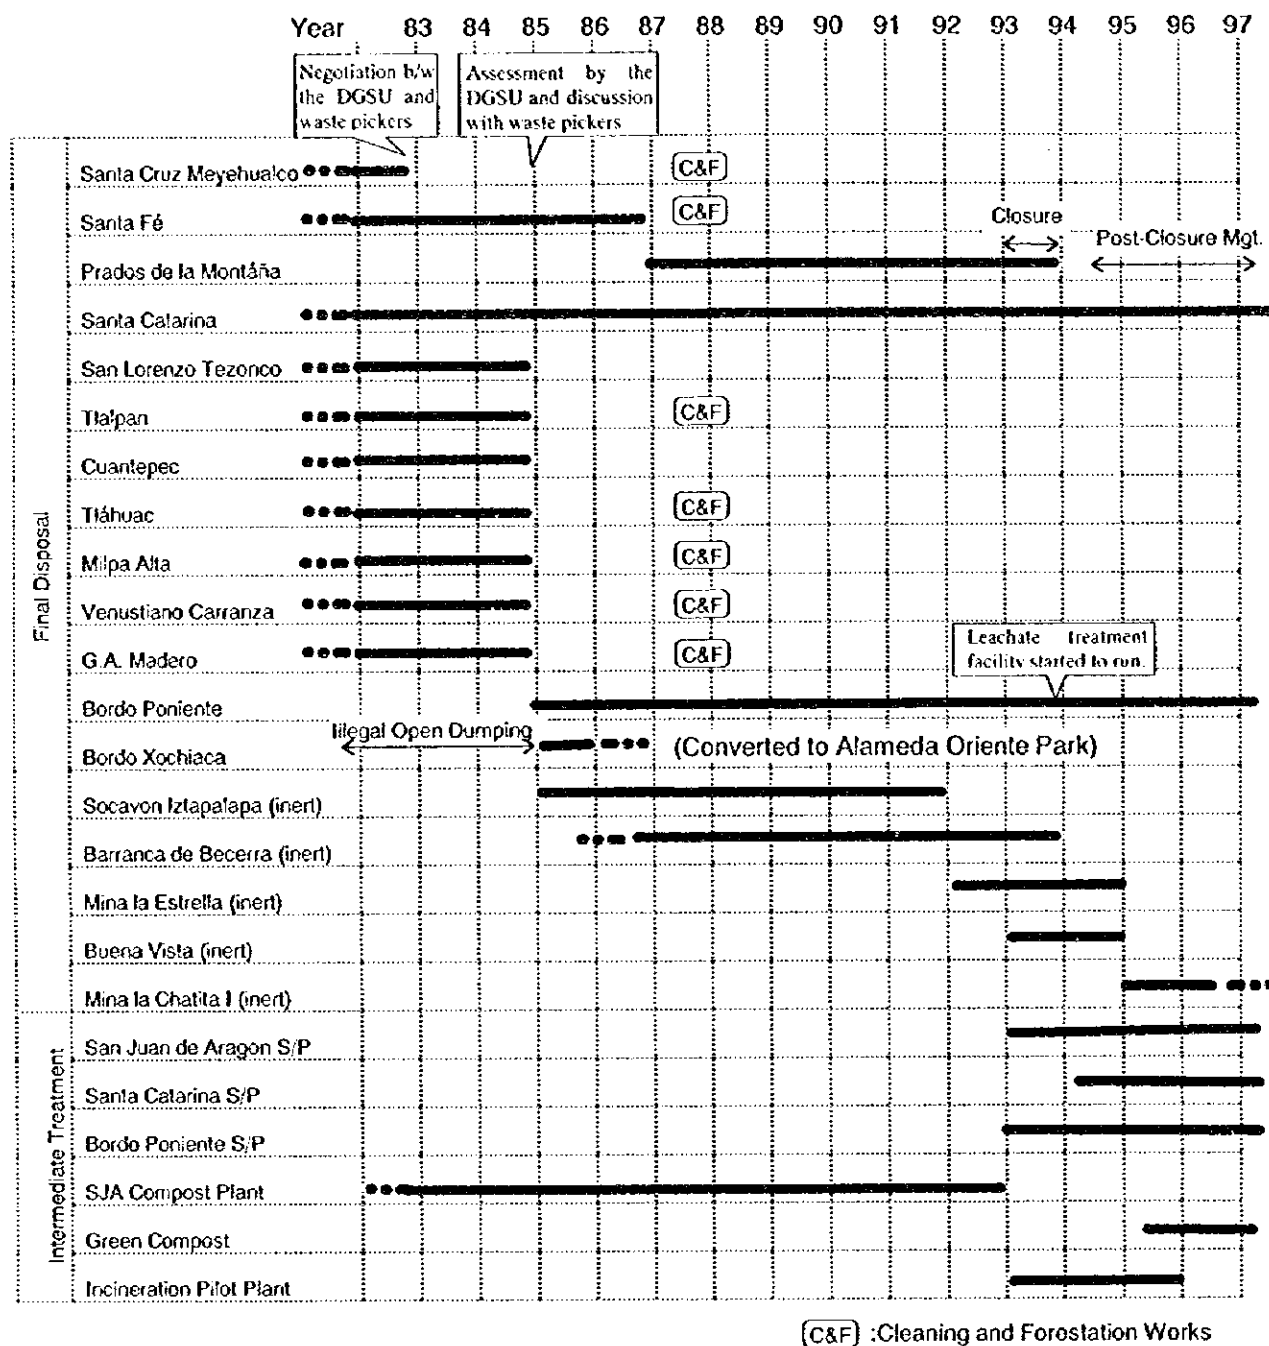 Year 83 84 85 86 87 88 89 90 91 92 93 94 95 96 97
Negotiation b/w
the DGSU and
waste pickers
Assessment by the
DGSU and discussion
with waste pickers
Final Disposal
Santa Cruz Meyehualco
C&F
Santa Fé
C&F
Closure
Post-Closure Mgt.
Prados de la Montáña
Santa Catarina
San Lorenzo Tezonco
Tlalpan
C&F
Cuantepec
Tláhuac
C&F
Milpa Alta
C&F
Venustiano Carranza
C&F
G.A. Madero
C&F
Leachate treatment
facility started to run.
Bordo Poniente
Illegal Open Dumping
Bordo Xochiaca
(Converted to Alameda Oriente Park)
Socavon Iztapalapa (inert)
Barranca de Becerra (inert)
Mina la Estrella (inert)
Buena Vista (inert)
Mina la Chatita I (inert)
Intermediate Treatment
San Juan de Aragon S/P
Santa Catarina S/P
Bordo Poniente S/P
SJA Compost Plant
Green Compost
Incineration Pilot Plant
C&F :Cleaning and Forestation Works